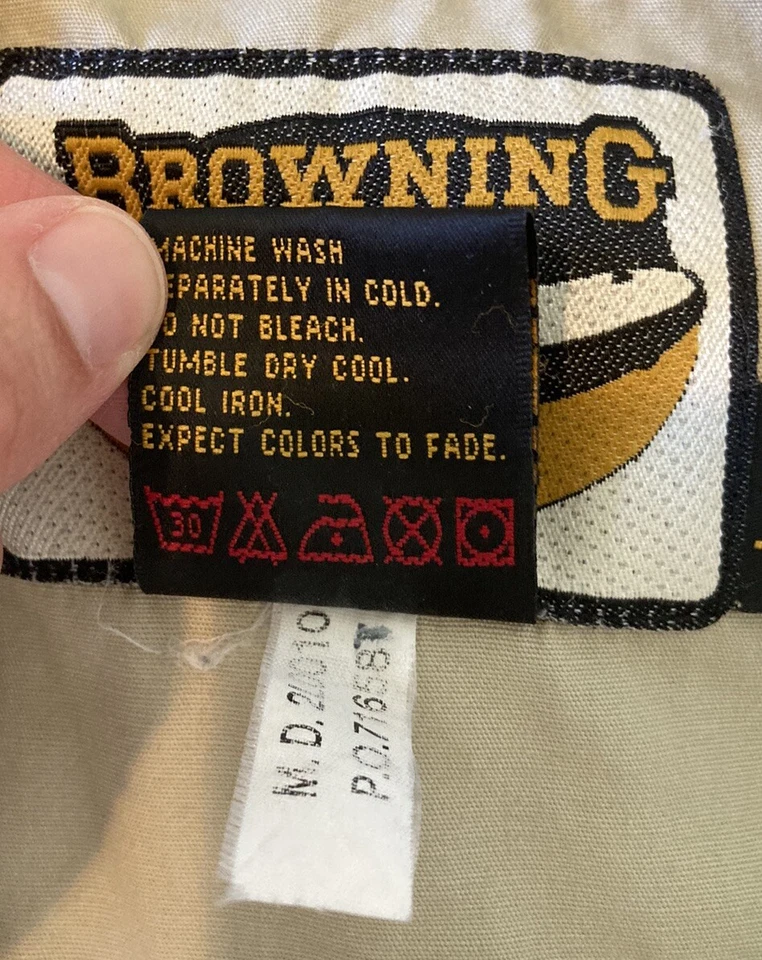 BROWNING
MACHINE WASH
SEPARATELY IN COLD.
DO NOT BLEACH.
TUMBLE DRY COOL.
COOL IRON.
EXPECT COLORS TO FADE.
30
M.D.
P.O.71658